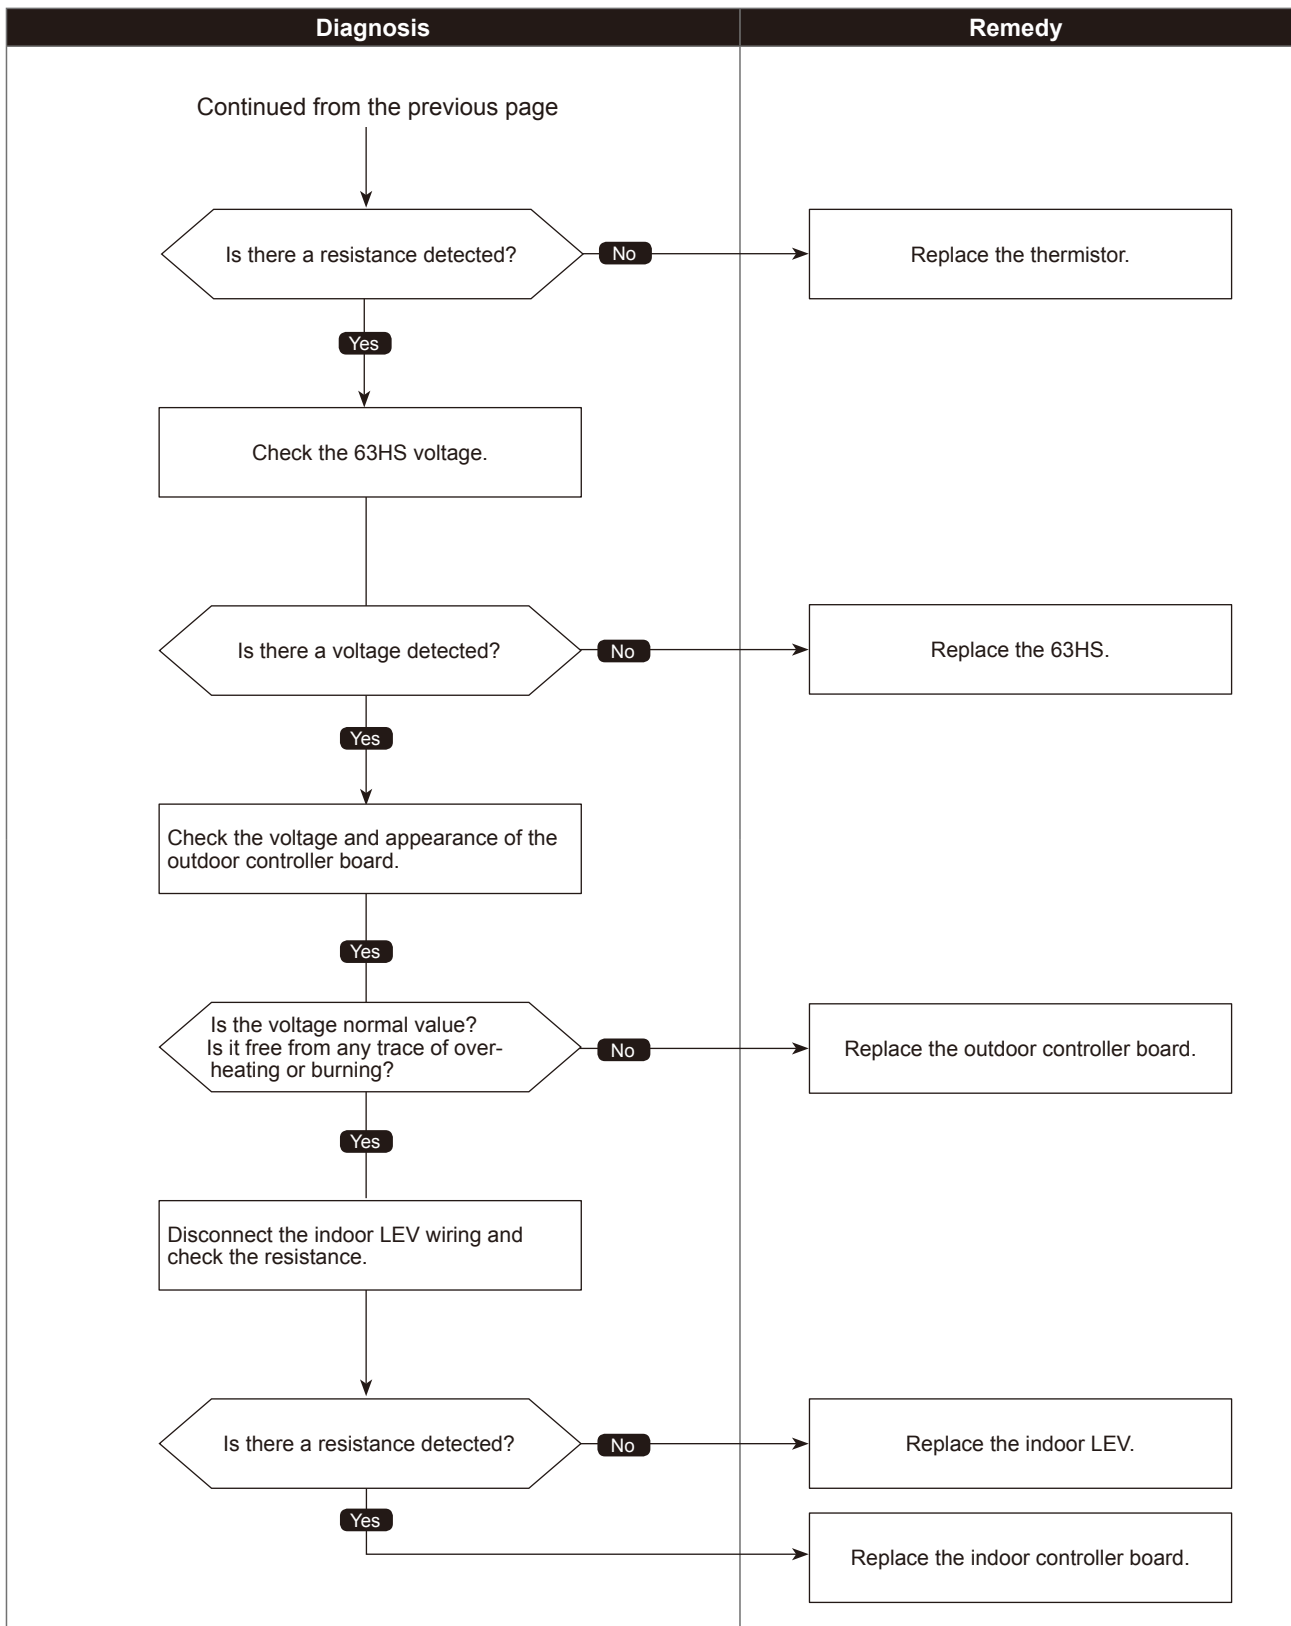 Diagnosis
Remedy
Continued from the previous page
Is there a resistance detected?
No
Replace the thermistor.
Yes
Check the 63HS voltage.
Is there a voltage detected?
No
Replace the 63HS.
Yes
Check the voltage and appearance of the
outdoor controller board.
Yes
Is the voltage normal value?
Is it free from any trace of over-
heating or burning?
No
Replace the outdoor controller board.
Yes
Disconnect the indoor LEV wiring and
check the resistance.
Is there a resistance detected?
No
Replace the indoor LEV.
Yes
Replace the indoor controller board.